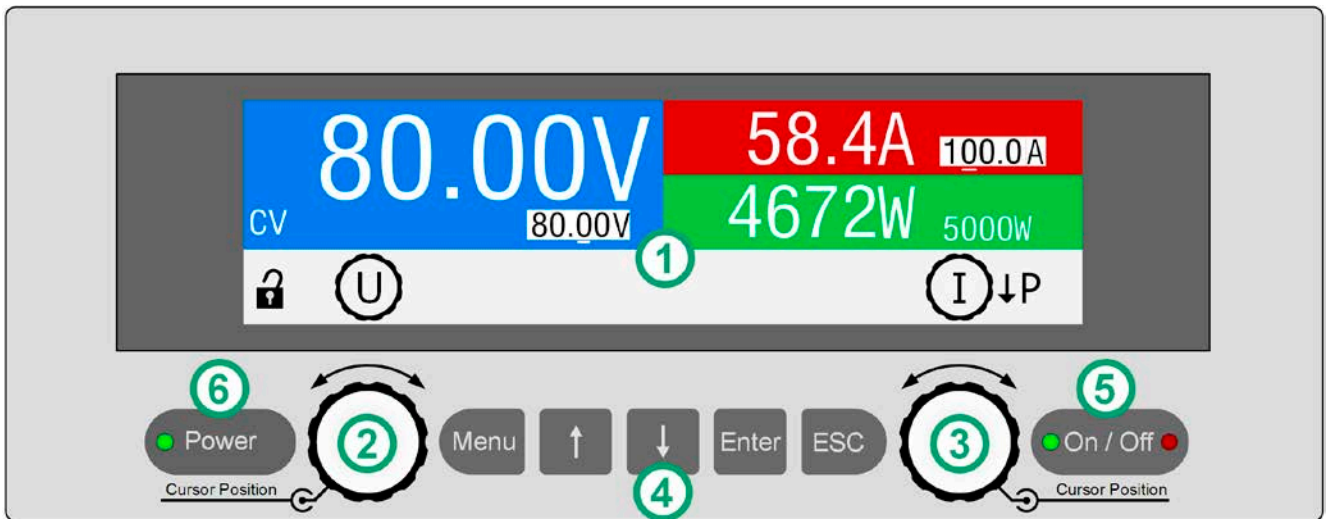 80.00V
58.4A 100.0A
CV
80.00V
4672W 5000W
1
U
I ↓P
6
5
Power
2
Menu
↑
↓
Enter
ESC
3
On / Off
Cursor Position
4
Cursor Position